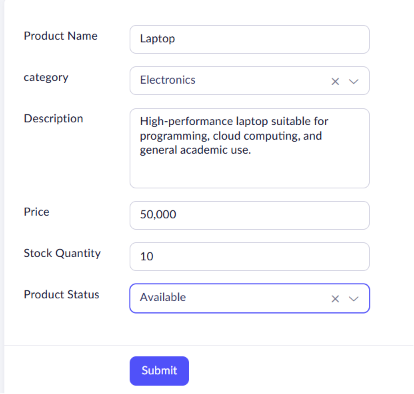 Product Name
Laptop
category
Electronics
Description
High-performance laptop suitable for
programming, cloud computing, and
general academic use.
Price
50,000
Stock Quantity
10
Product Status
Available
Submit